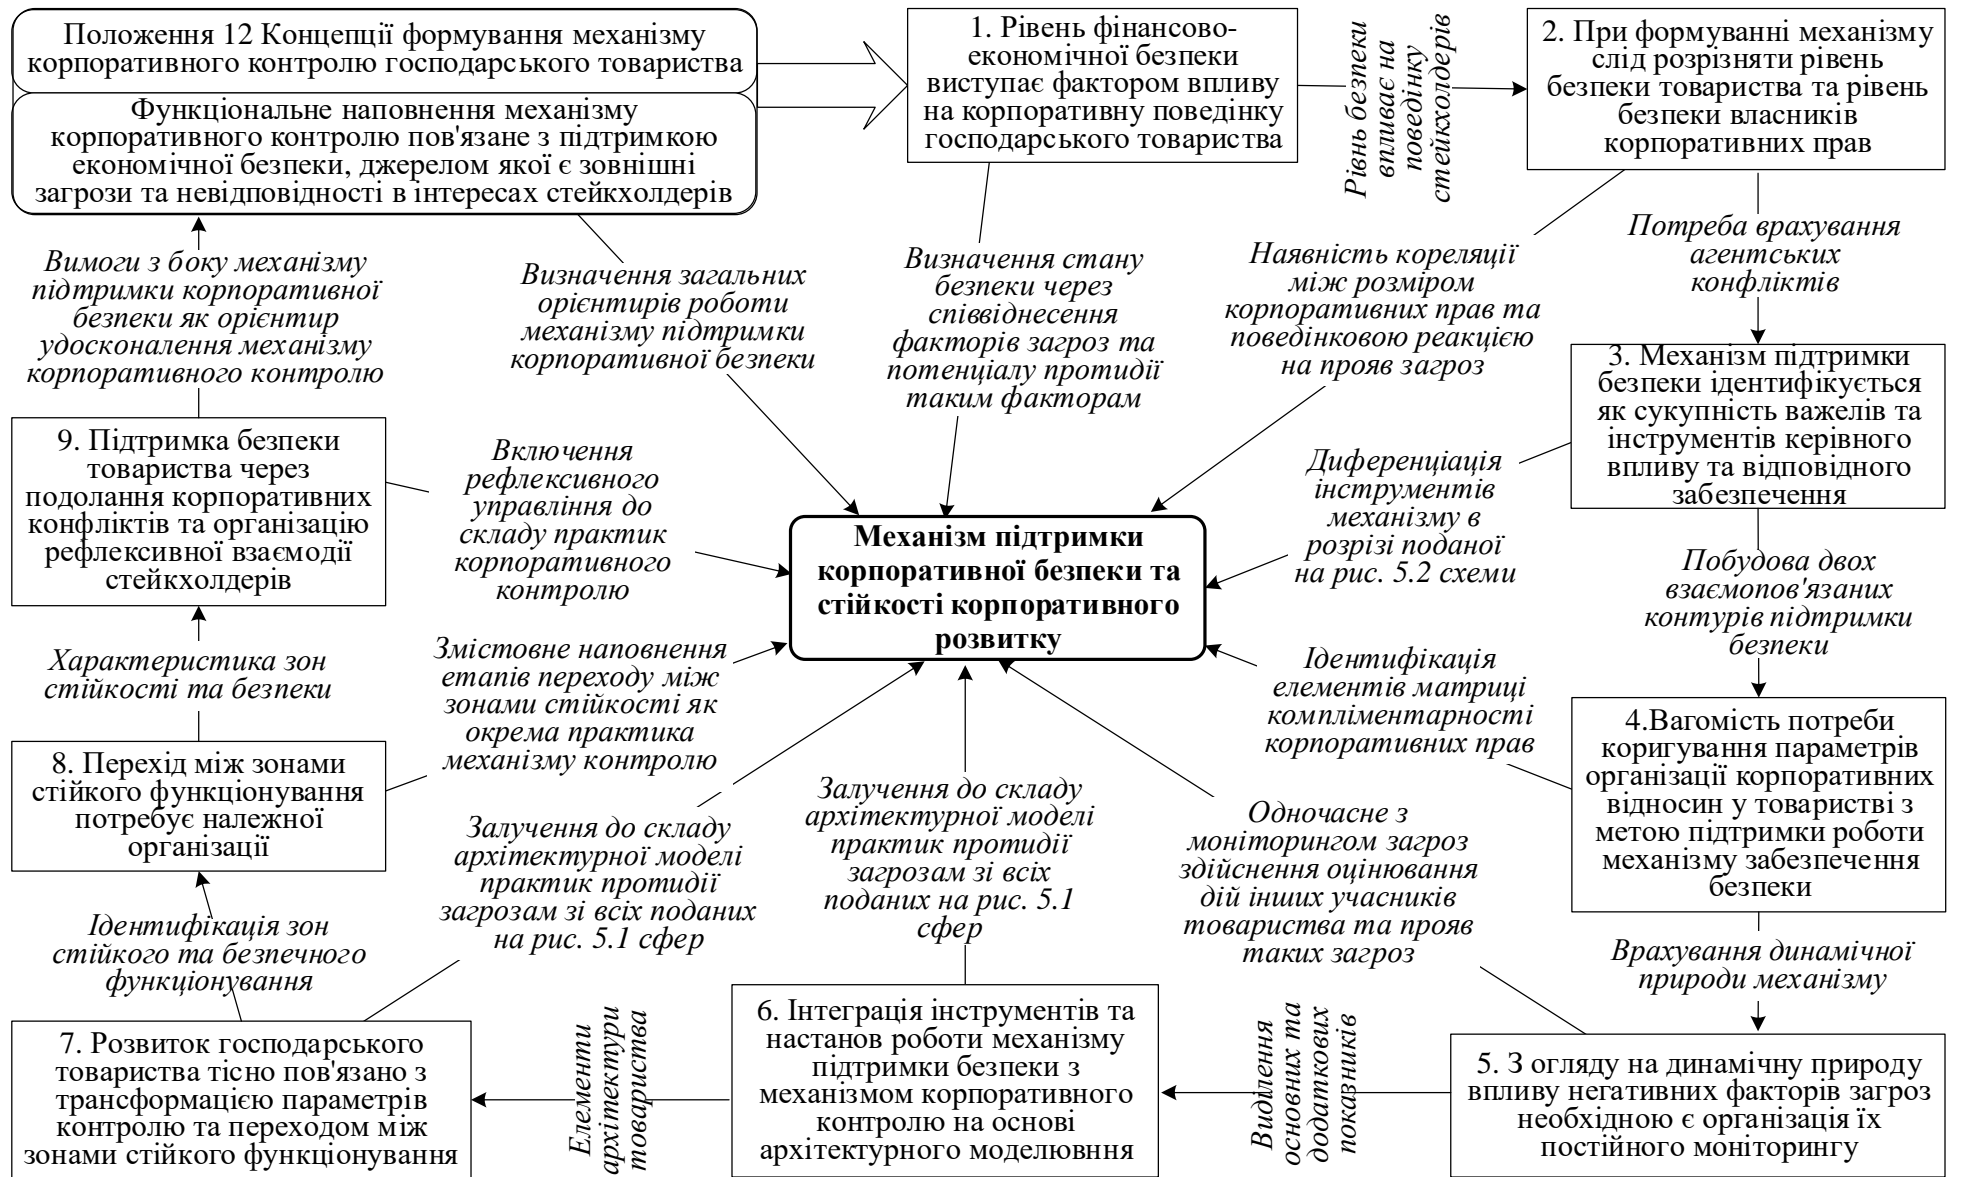 Положення 12 Концепції формування механізму
корпоративного контролю господарського товариства
Функціональне наповнення механізму
корпоративного контролю пов'язане з підтримкою
економічної безпеки, джерелом якої є зовнішні
загрози та невідповідності в інтересах стейкхолдерів
1. Рівень фінансово-
економічної безпеки
виступає фактором впливу
на корпоративну поведінку
господарського товариства
Рівнь безпеки
впливає на
поведінку
стейкхолдерів
2. При формуванні механізму
слід розрізняти рівень
безпеки товариства та рівень
безпеки власників
корпоративних прав
Вимоги з боку механізму
підтримки корпоративної
безпеки як орієнтир
удосконалення механізму
корпоративного контролю
Визначення загальних
орієнтирів роботи
механізму підтримки
корпоративної безпеки
Визначення стану
безпеки через
співвіднесення
факторів загроз та
потенціалу протидії
таким факторам
Наявність кореляції
між розміром
корпоративних прав та
поведінковою реакцією
на прояв загроз
Потреба врахування
агентських
конфліктів
3. Механізм підтримки
безпеки ідентифікується
як сукупність важелів та
інструментів керівного
впливу та відповідного
забезпечення
9. Підтримка безпеки
товариства через
подолання корпоративних
конфліктів та організацію
рефлексивної взаємодії
стейкхолдерів
Включення
рефлексивного
управління до
складу практик
корпоративного
контролю
Механізм підтримки
корпоративної безпеки та
стійкості корпоративного
розвитку
Диференціація
інструментів
механізму в
розрізі поданої
на рис. 5.2 схеми
Побудова двох
взаємопов'язаних
контурів підтримки
безпеки
Характеристика зон
стійкості та безпеки
Змістовне наповнення
етапів переходу між
зонами стійкості як
окрема практика
механізму контролю
Ідентифікація
елементів матриці
компліментарності
корпоративних прав
4.Вагомість потреби
коригування параметрів
організації корпоративних
відносин у товаристві з
метою підтримки роботи
механізму забезпечення
безпеки
8. Перехід між зонами
стійкого функціонування
потребує належної
організації
Залучення до складу
архітектурної моделі
практик протидії
загрозам зі всіх поданих
на рис. 5.1 сфер
Залучення до складу
архітектурної моделі
практик протидії
загрозам зі всіх
поданих на рис. 5.1
сфер
Одночасне з
моніторингом загроз
здійснення оцінювання
дій інших учасників
товариства та прояв
таких загроз
Ідентифікація зон
стійкого та безпечного
функціонування
Врахування динамічної
природи механізму
7. Розвиток господарського
товариства тісно пов'язано з
трансформацією параметрів
контролю та переходом між
зонами стійкого функціонування
Елементи
архітектури
товариства
6. Інтеграція інструментів та
настанов роботи механізму
підтримки безпеки з
механізмом корпоративного
контролю на основі
архітектурного моделювння
Виділення
основних та
додаткових
показників
5. З огляду на динамічну природу
впливу негативних факторів загроз
необхідною є організація їх
постійного моніторингу